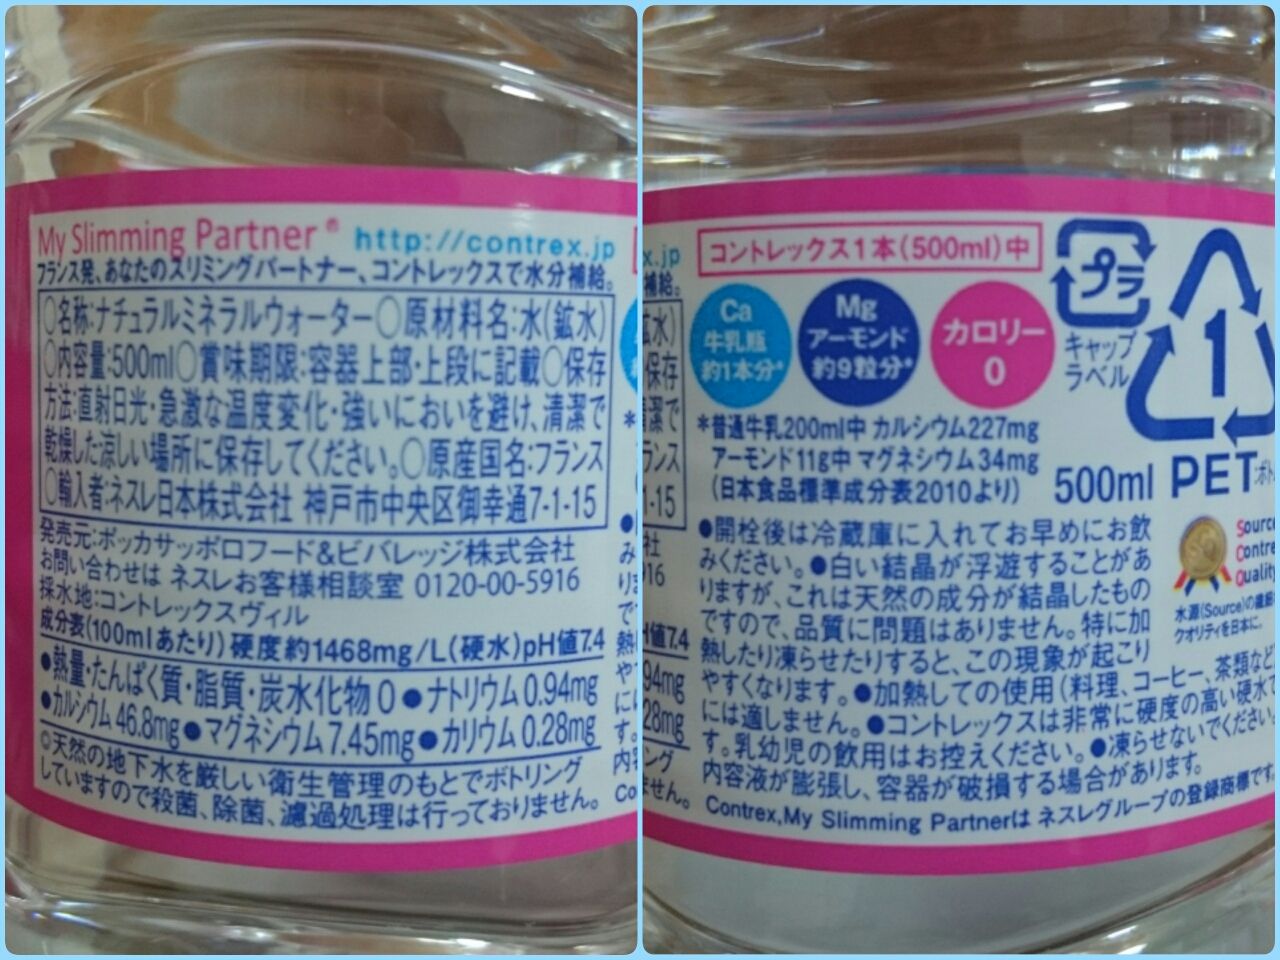 My Slimming Partner® http://contrex.jp
フランス発、あなたのスリミングパートナー、コントレックスで水分補給。
○名称:ナチュラルミネラルウォーター○原材料名:水(鉱水)
○内容量:500ml○賞味期限:容器上部・上段に記載○保存
方法:直射日光・急激な温度変化・強いにおいを避け、清潔で
乾燥した涼しい場所に保存してください。○原産国名:フランス
○輸入者:ネスレ日本株式会社 神戸市中央区御幸通7-1-15
発売元:ポッカサッポロフード&ビバレッジ株式会社
お問い合わせは ネスレお客様相談室 0120-00-5916
採水地:コントレックスヴィル
成分表(100mlあたり) 硬度約1468mg/L(硬水)pH値7.4
●熱量・たんぱく質・脂質・炭水化物 0 ●ナトリウム 0.94mg
●カルシウム 46.8mg ●マグネシウム 7.45mg ●カリウム 0.28mg
◎天然の地下水を厳しい衛生管理のもとでボトリング
していますので殺菌、除菌、濾過処理は行っておりません。
コントレックス1本(500ml)中
Ca
牛乳瓶
約1本分*
Mg
アーモンド
約9粒分*
カロリー
0
プラ
キャップ
ラベル
1
PET
*普通牛乳200ml中 カルシウム227mg
アーモンド11g中 マグネシウム34mg
(日本食品標準成分表2010より)
500ml
●開栓後は冷蔵庫に入れてお早めにお飲
みください。●白い結晶が浮遊することがあ
りますが、これは天然の成分が結晶したもの
ですので、品質に問題はありません。特に加
熱したり凍らせたりすると、この現象が起こり
やすくなります。●加熱しての使用(料理、コーヒー、茶類など)
には適しません。●コントレックスは非常に硬度の高い硬水で
す。乳幼児の飲用はお控えください。●凍らせないでください。
内容液が膨張し、容器が破損する場合があります。
Contrex,My Slimming Partnerは ネスレグループの登録商標です。
Source
Contrex
Quality
水源(Source)の
クオリティを日本に。